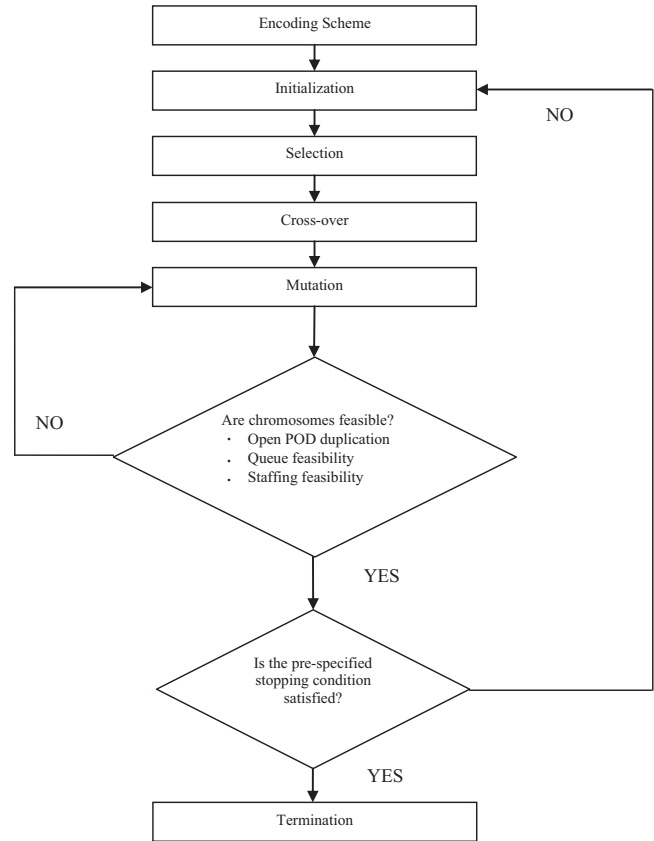 Encoding Scheme
Initialization
NO
Selection
Cross-over
Mutation
NO
Are chromosomes feasible?
· Open POD duplication
· Queue feasibility
· Staffing feasibility
YES
Is the pre-specified
stopping condition
satisfied?
YES
Termination